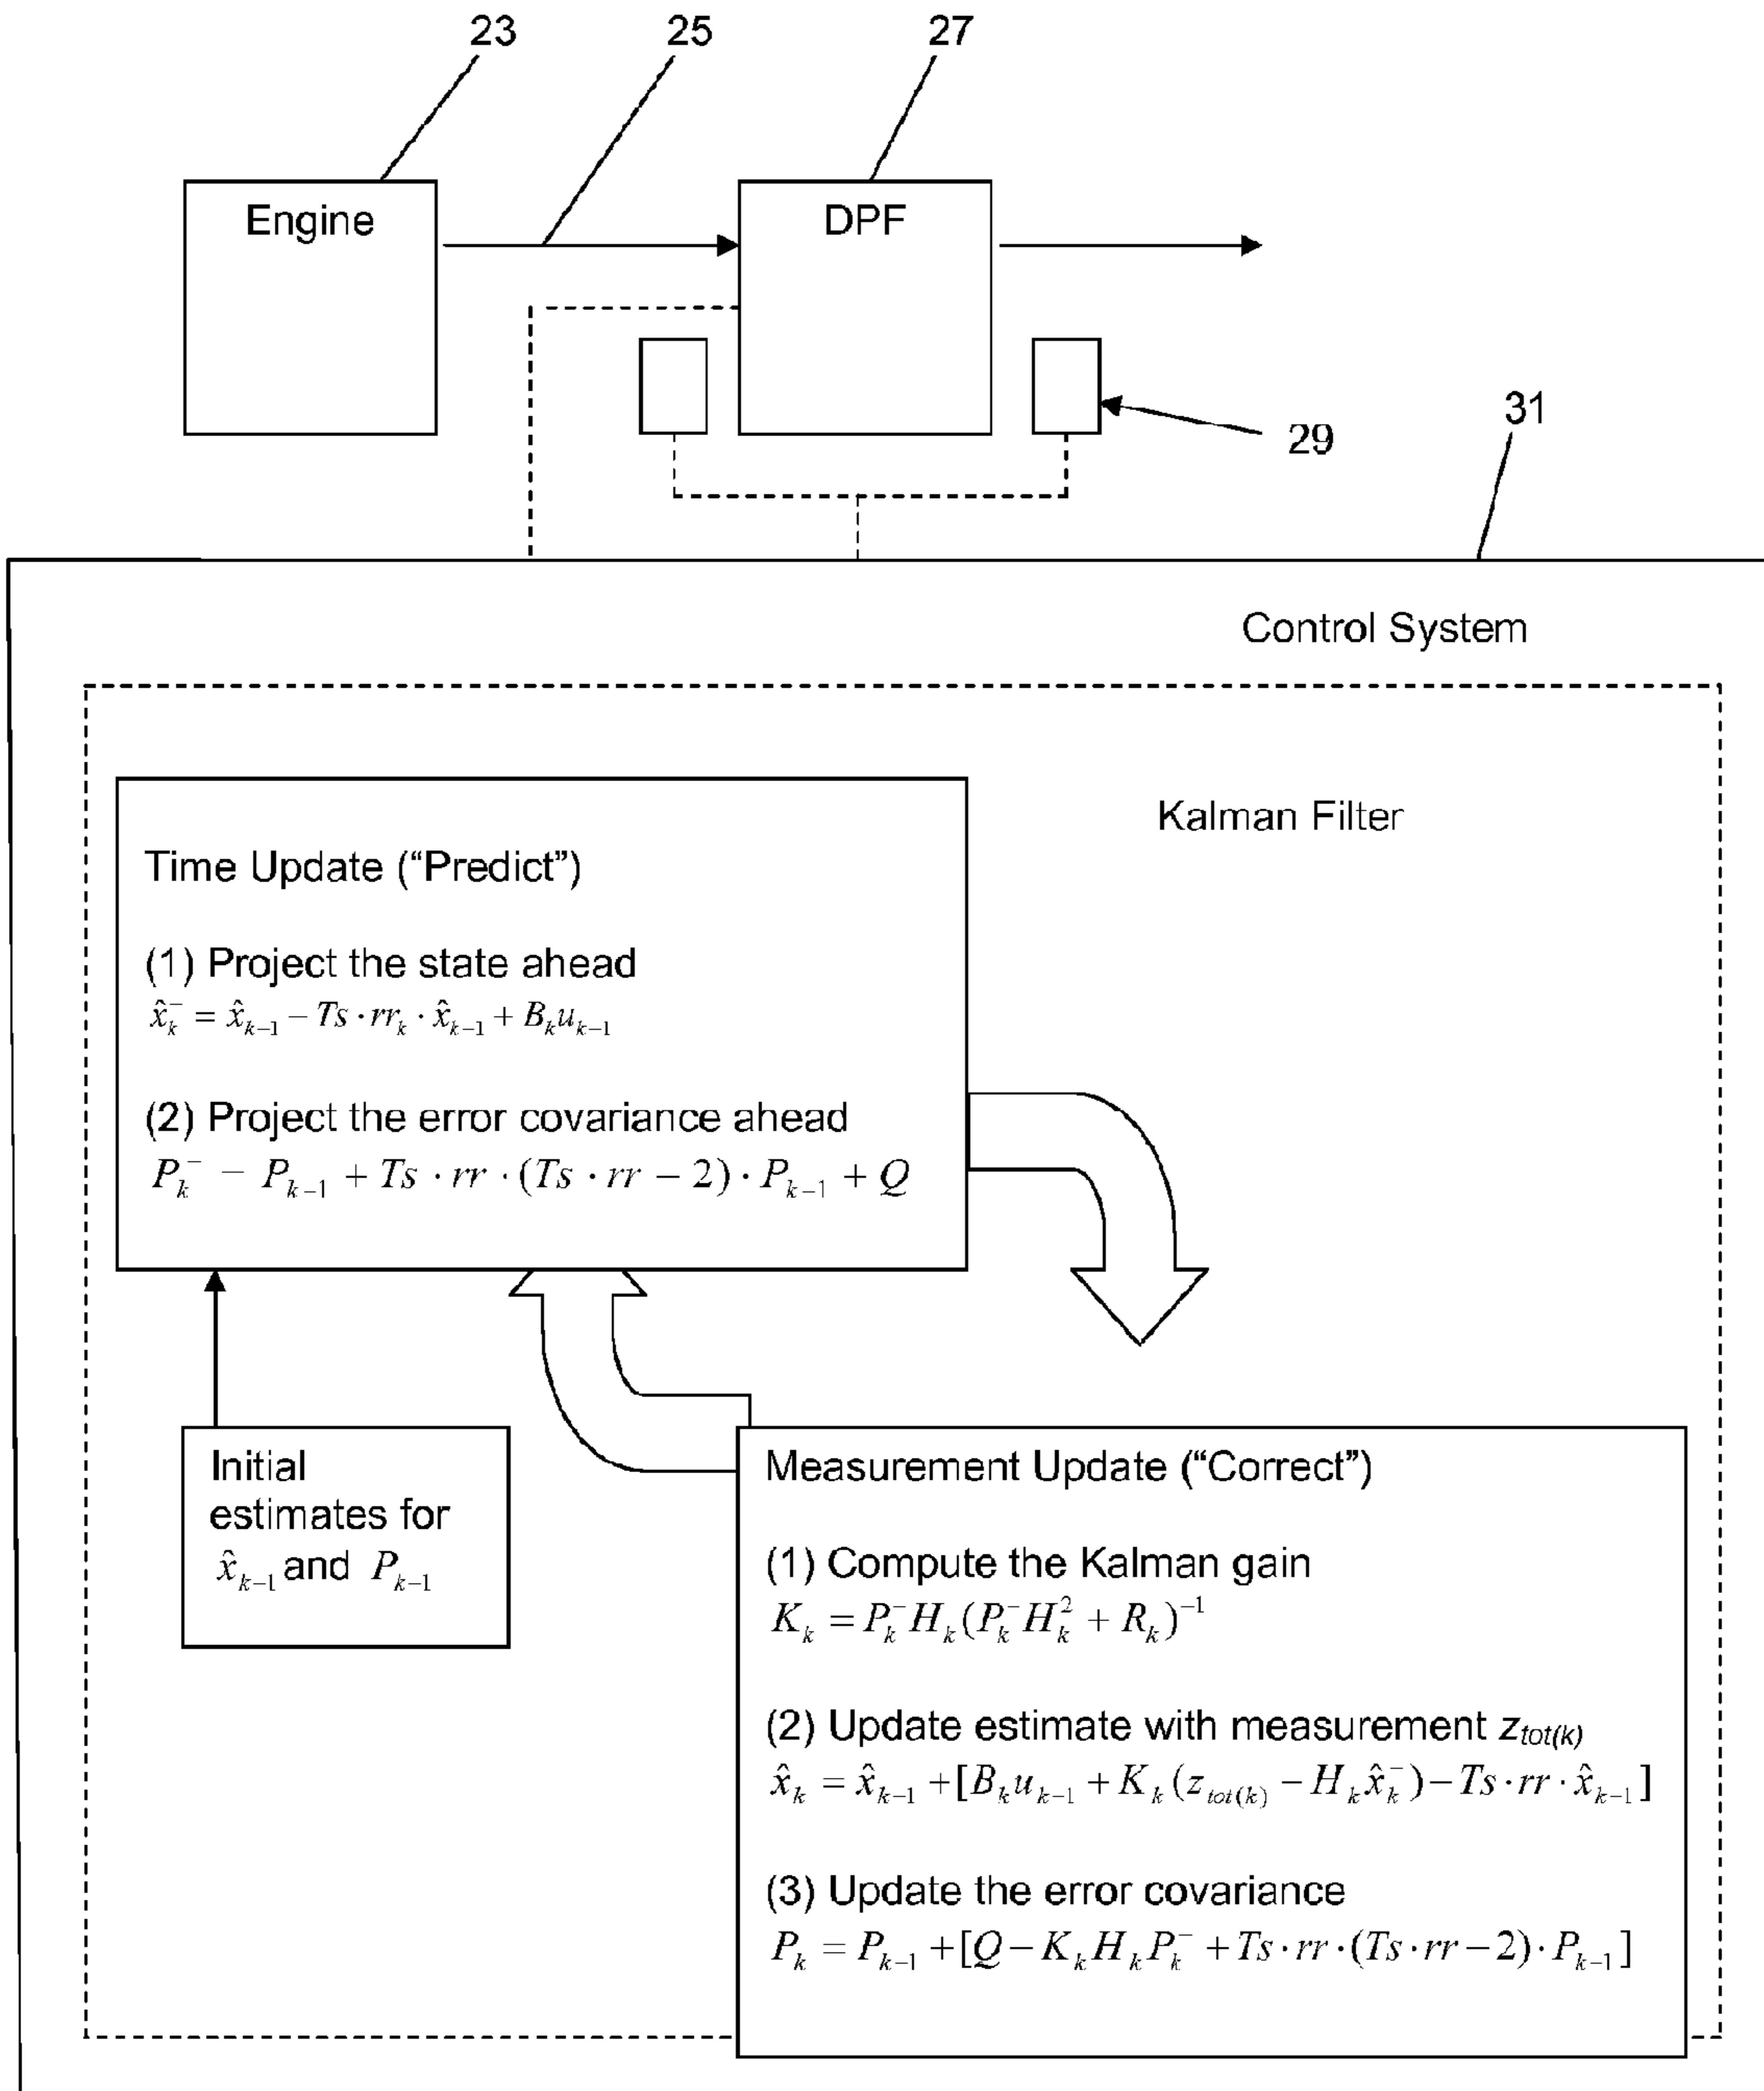 23
25
27
Engine
DPF
29
31
Control System
Kalman Filter
Time Update (“Predict”)
(1) Project the state ahead
x̂ₖ⁻ = x̂ₖ₋₁ − Ts · rrₖ · x̂ₖ₋₁ + Bₖuₖ₋₁
(2) Project the error covariance ahead
Pₖ⁻ − Pₖ₋₁ + Ts · rr · (Ts · rr − 2) · Pₖ₋₁ + Q
Initial
estimates for
x̂ₖ₋₁ and Pₖ₋₁
Measurement Update (“Correct”)
(1) Compute the Kalman gain
Kₖ = Pₖ⁻Hₖ(Pₖ⁻Hₖ² + Rₖ)⁻¹
(2) Update estimate with measurement z_tot(k)
x̂ₖ = x̂ₖ₋₁ + [Bₖuₖ₋₁ + Kₖ(z_tot(k) − Hₖx̂ₖ⁻) − Ts · rr · x̂ₖ₋₁]
(3) Update the error covariance
Pₖ = Pₖ₋₁ + [Q − KₖHₖPₖ⁻ + Ts · rr · (Ts · rr − 2) · Pₖ₋₁]